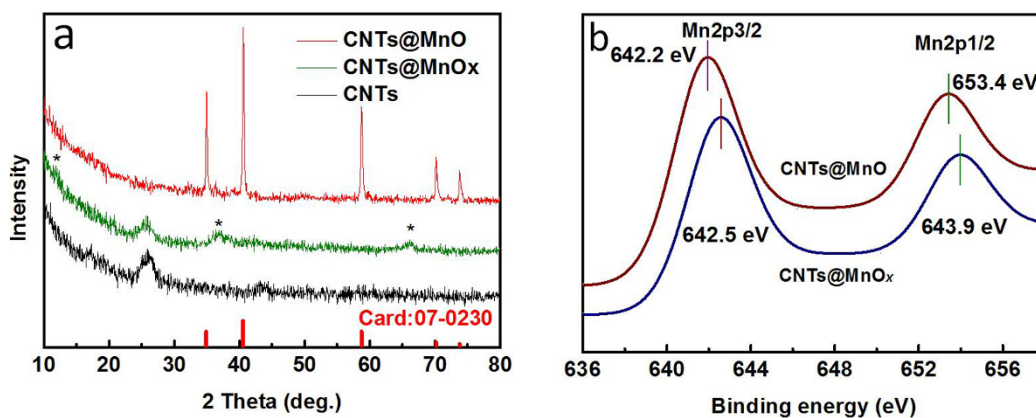 a
CNTs@MnO
CNTs@MnOx
CNTs
*
*
*
Card:07-0230
Intensity
10 20 30 40 50 60 70 80
2 Theta (deg.)
b
Mn2p3/2
642.2 eV
Mn2p1/2
653.4 eV
CNTs@MnO
642.5 eV
643.9 eV
CNTs@MnOx
636 640 644 648 652 656
Binding energy (eV)